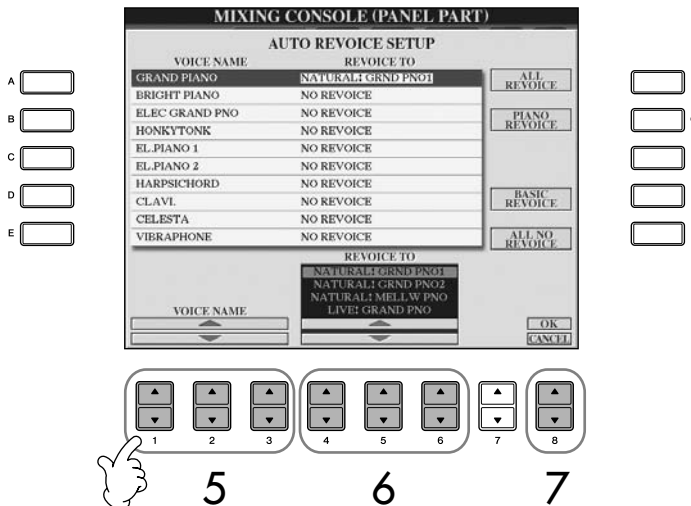 MIXING CONSOLE (PANEL PART)
AUTO REVOICE SETUP
VOICE NAME REVOICE TO
GRAND PIANO NATURAL! GRND PNO1
BRIGHT PIANO NO REVOICE
ELEC GRAND PNO NO REVOICE
HONKYTONK NO REVOICE
EL.PIANO 1 NO REVOICE
EL.PIANO 2 NO REVOICE
HARPSICHORD NO REVOICE
CLAVI. NO REVOICE
CELESTA NO REVOICE
VIBRAPHONE NO REVOICE
ALL
REVOICE
PIANO
REVOICE
BASIC
REVOICE
ALL NO
REVOICE
A
B
C
D
E
REVOICE TO
NATURAL! GRND PNO1
NATURAL! GRND PNO2
NATURAL! MELLW PNO
LIVE! GRAND PNO
VOICE NAME
OK
CANCEL
1 2 3 4 5 6 7 8
5 6 7